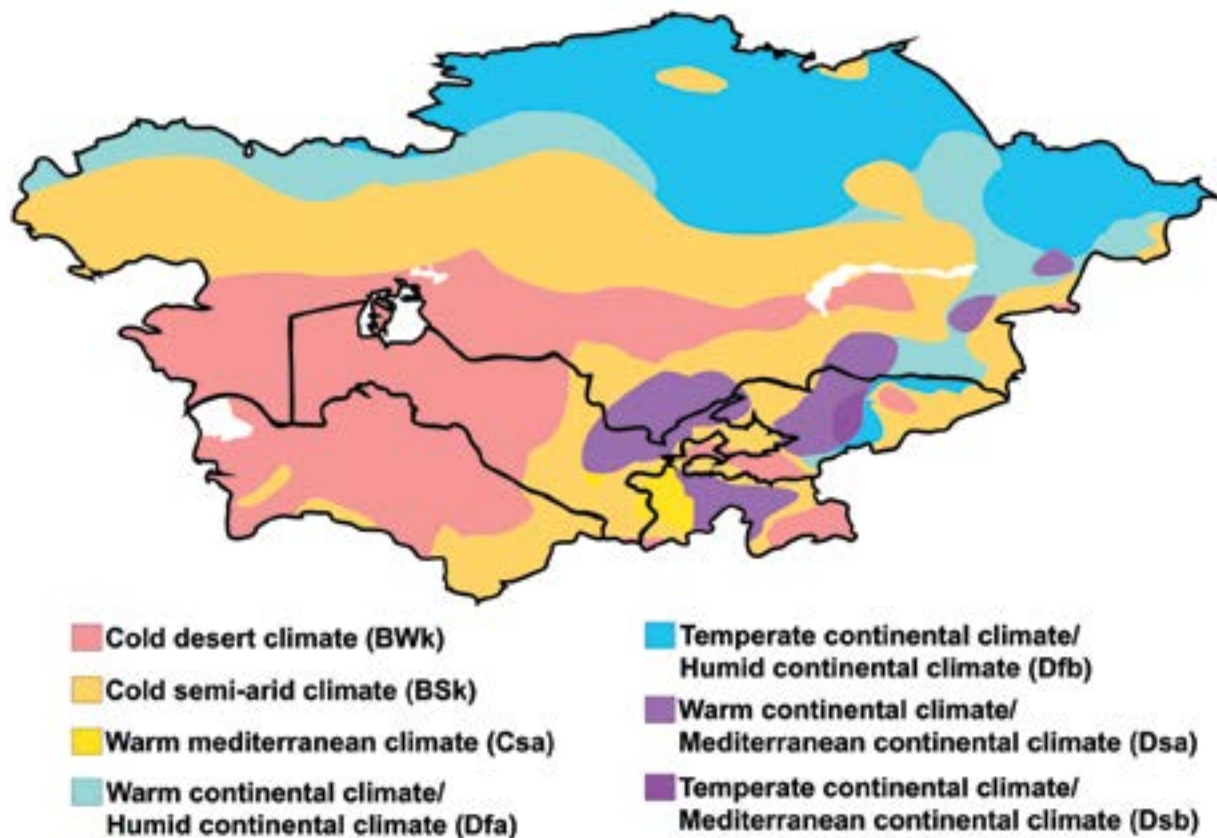 Cold desert climate (BWk)
Cold semi-arid climate (BSk)
Warm mediterranean climate (Csa)
Warm continental climate/
Humid continental climate (Dfa)
Temperate continental climate/
Humid continental climate (Dfb)
Warm continental climate/
Mediterranean continental climate (Dsa)
Temperate continental climate/
Mediterranean continental climate (Dsb)